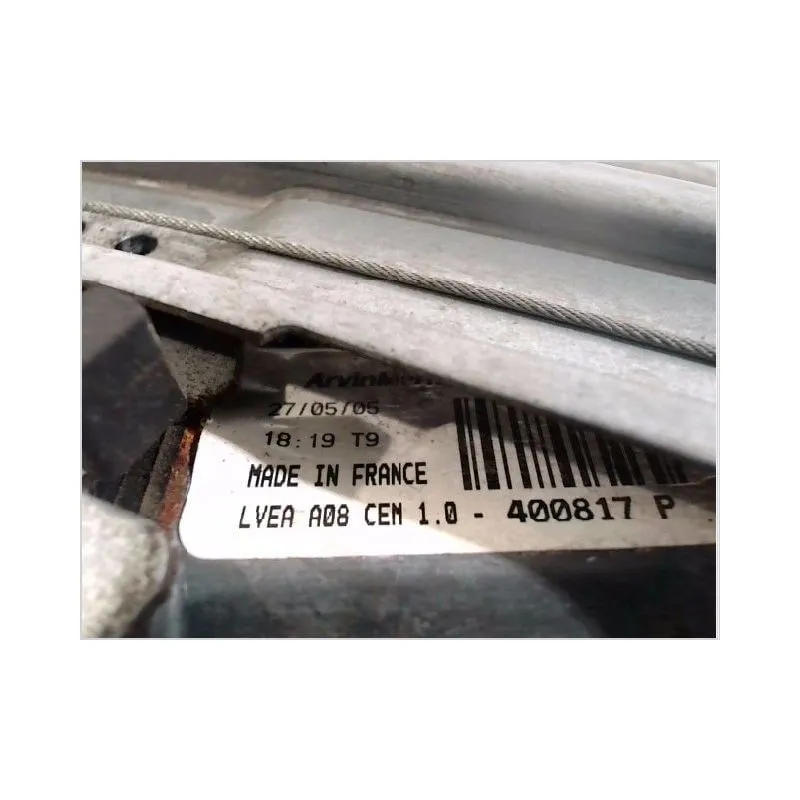 27/05/05
18:19 T9
MADE IN FRANCE
LVEA A08 CEM 1.0 - 400817 P